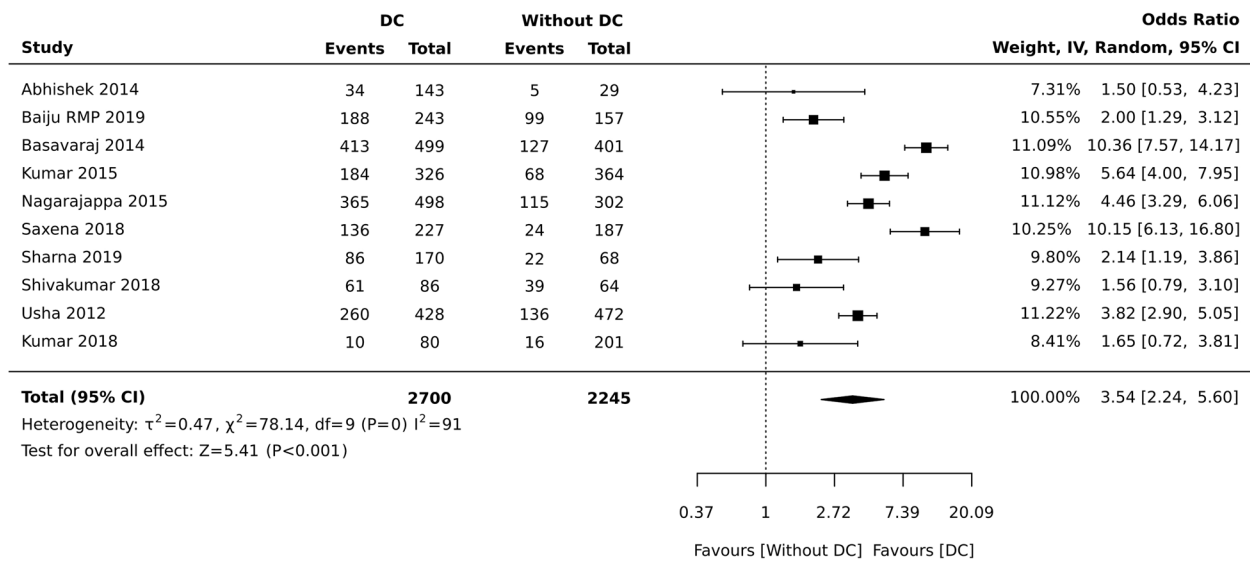 DC Without DC Odds Ratio
Study Events Total Events Total Weight, IV, Random, 95% CI
Abhishek 2014 34 143 5 29 7.31% 1.50 [0.53, 4.23]
Baiju RMP 2019 188 243 99 157 10.55% 2.00 [1.29, 3.12]
Basavaraj 2014 413 499 127 401 11.09% 10.36 [7.57, 14.17]
Kumar 2015 184 326 68 364 10.98% 5.64 [4.00, 7.95]
Nagarajappa 2015 365 498 115 302 11.12% 4.46 [3.29, 6.06]
Saxena 2018 136 227 24 187 10.25% 10.15 [6.13, 16.80]
Sharna 2019 86 170 22 68 9.80% 2.14 [1.19, 3.86]
Shivakumar 2018 61 86 39 64 9.27% 1.56 [0.79, 3.10]
Usha 2012 260 428 136 472 11.22% 3.82 [2.90, 5.05]
Kumar 2018 10 80 16 201 8.41% 1.65 [0.72, 3.81]
Total (95% CI) 2700 2245 100.00% 3.54 [2.24, 5.60]
Heterogeneity: τ²=0.47, χ²=78.14, df=9 (P=0) I²=91
Test for overall effect: Z=5.41 (P<0.001)
0.37 1 2.72 7.39 20.09
Favours [Without DC] Favours [DC]